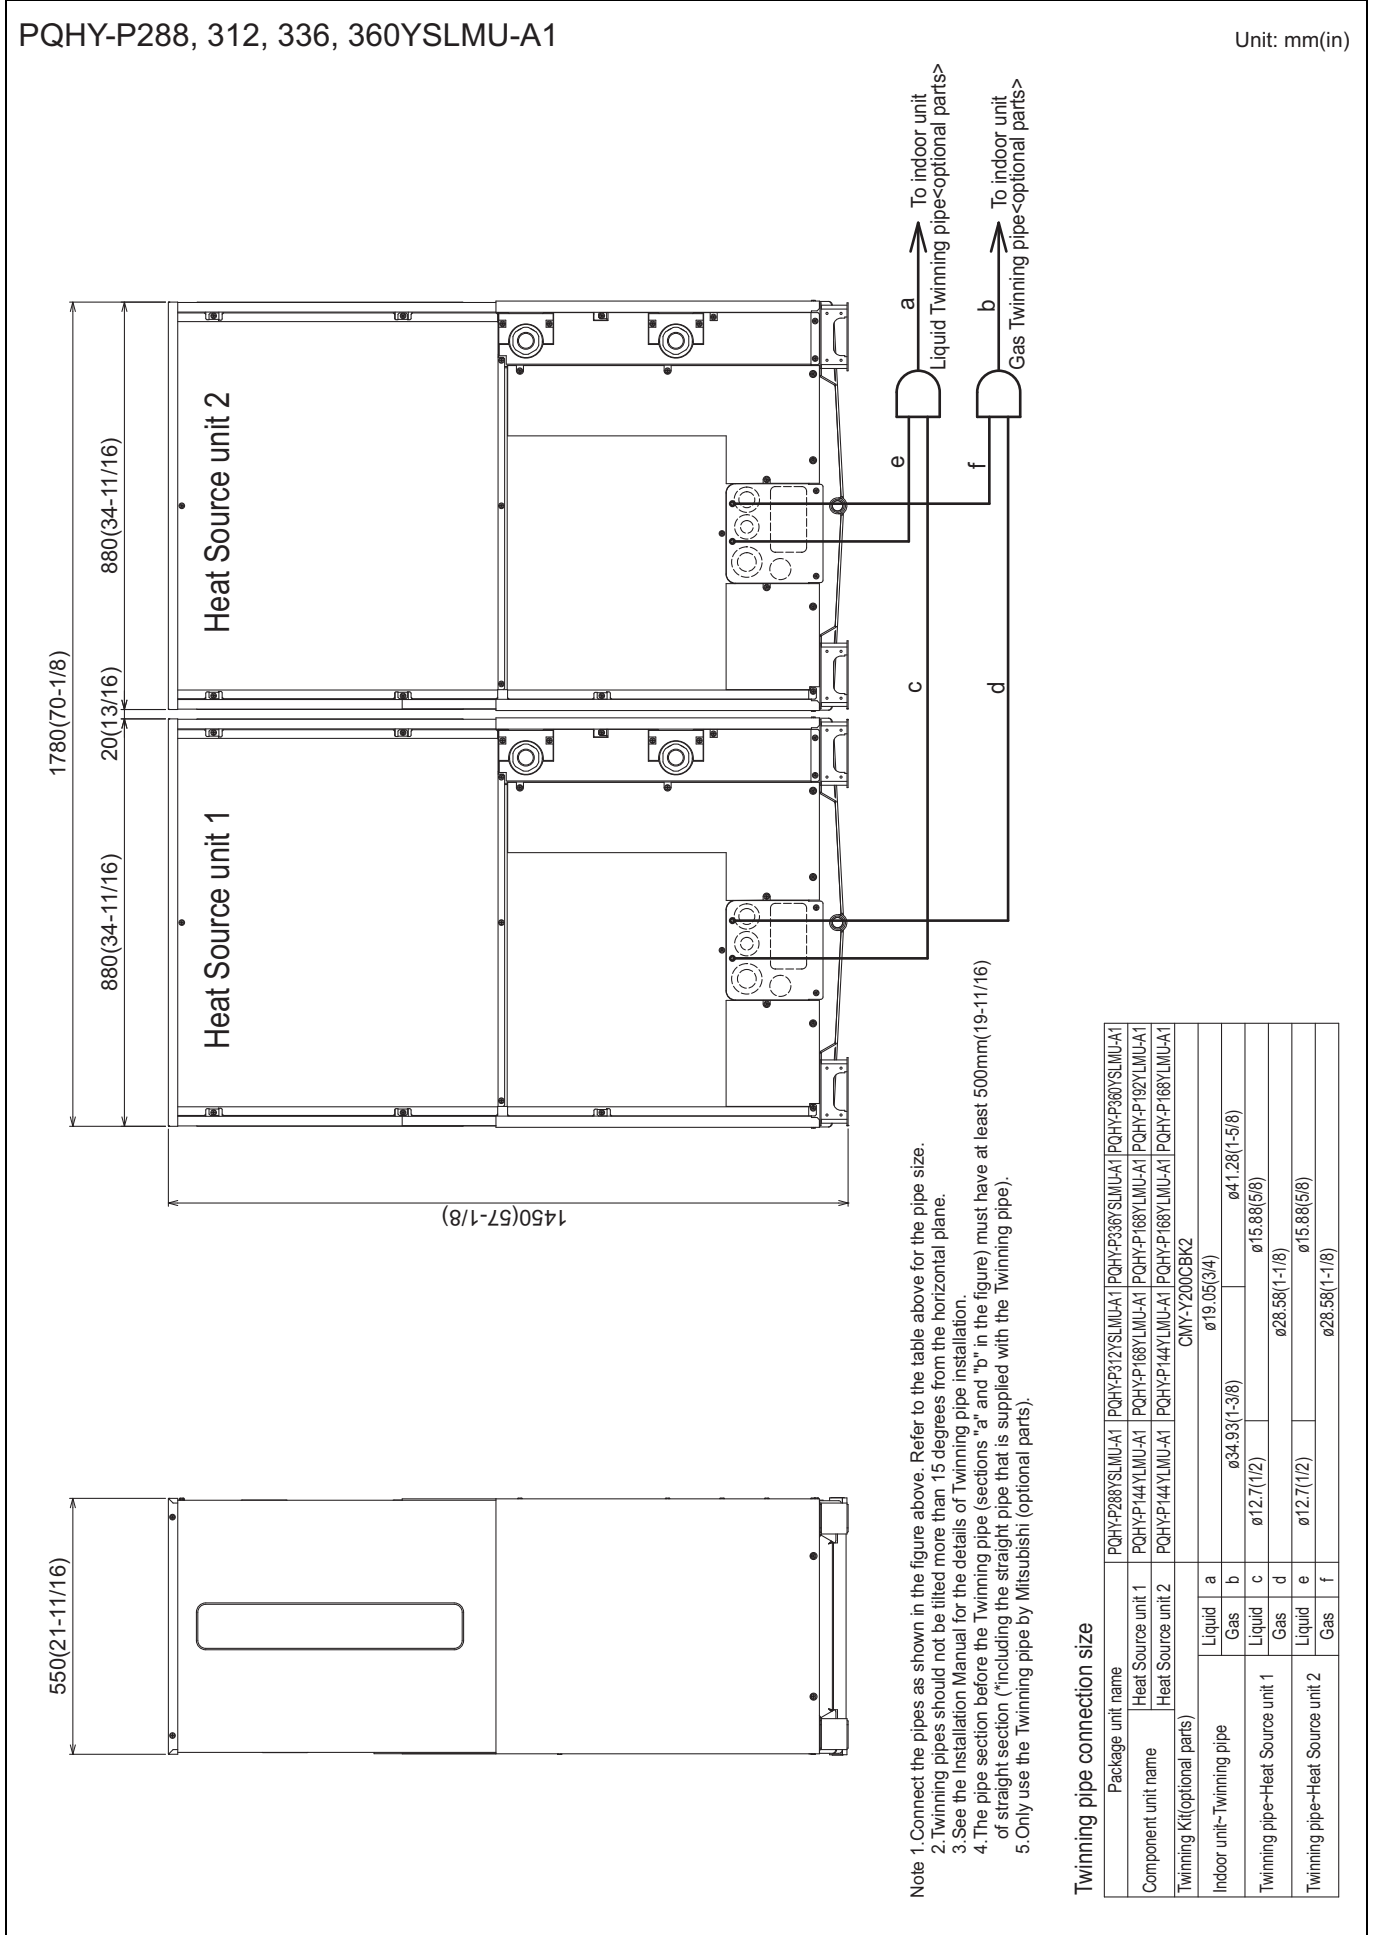 PQHY-P288, 312, 336, 360YSLMU-A1
Unit: mm(in)
550(21-11/16)
1450(57-1/8)
1780(70-1/8)
880(34-11/16)
20(13/16)
880(34-11/16)
Heat Source unit 1
Heat Source unit 2
a
To indoor unit
Liquid Twinning pipe<optional parts>
b
To indoor unit
Gas Twinning pipe<optional parts>
c
d
e
f
Note 1.Connect the pipes as shown in the figure above. Refer to the table above for the pipe size.
2.Twinning pipes should not be tilted more than 15 degrees from the horizontal plane.
3.See the Installation Manual for the details of Twinning pipe installation.
4.The pipe section before the Twinning pipe (sections "a" and "b" in the figure) must have at least 500mm(19-11/16)
of straight section (*including the straight pipe that is supplied with the Twinning pipe).
5.Only use the Twinning pipe by Mitsubishi (optional parts).
Twinning pipe connection size
Package unit name PQHY-P288YSLMU-A1 PQHY-P312YSLMU-A1 PQHY-P336YSLMU-A1 PQHY-P360YSLMU-A1
Component unit name
Heat Source unit 1 PQHY-P144YLMU-A1 PQHY-P168YLMU-A1 PQHY-P168YLMU-A1 PQHY-P192YLMU-A1
Heat Source unit 2 PQHY-P144YLMU-A1 PQHY-P144YLMU-A1 PQHY-P168YLMU-A1 PQHY-P168YLMU-A1
Twinning Kit(optional parts) CMY-Y200CBK2
Indoor unit~Twinning pipe
Liquid a ø19.05(3/4)
Gas b ø34.93(1-3/8) ø41.28(1-5/8)
Twinning pipe~Heat Source unit 1
Liquid c ø12.7(1/2) ø15.88(5/8)
Gas d ø28.58(1-1/8)
Twinning pipe~Heat Source unit 2
Liquid e ø12.7(1/2) ø15.88(5/8)
Gas f ø28.58(1-1/8)